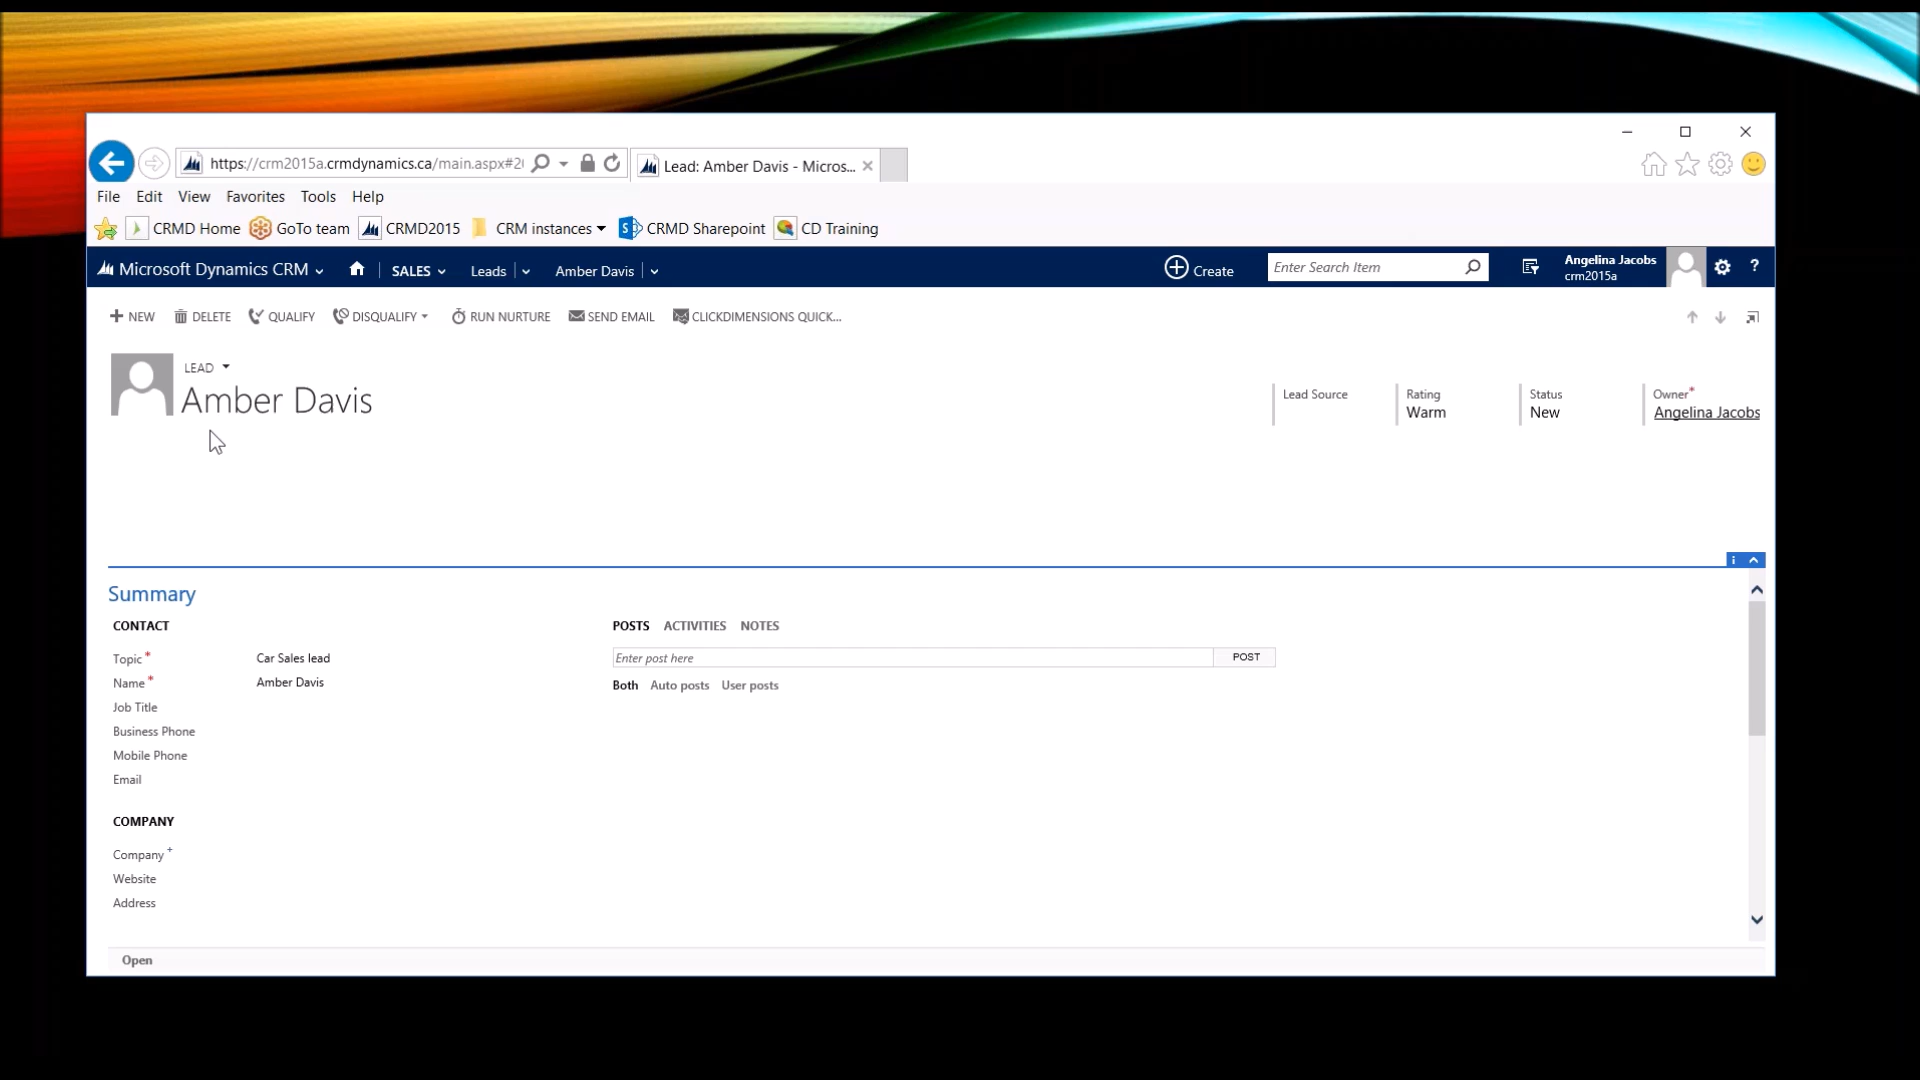 https://crm2015a.crmdynamics.ca/main.aspx#2
Lead: Amber Davis - Micros...
File Edit View Favorites Tools Help
CRMD Home GoTo team CRMD2015 CRM instances CRMD Sharepoint CD Training
Microsoft Dynamics CRM SALES Leads Amber Davis Create Enter Search Item Angelina Jacobs ?
crm2015a
NEW DELETE QUALIFY DISQUALIFY RUN NURTURE SEND EMAIL CLICKDIMENSIONS QUICK...
LEAD
Amber Davis
Lead Source Rating Status Owner*
Warm New Angelina Jacobs
Summary
CONTACT POSTS ACTIVITIES NOTES
Topic* Car Sales lead Enter post here POST
Name* Amber Davis Both Auto posts User posts
Job Title
Business Phone
Mobile Phone
Email
COMPANY
Company+
Website
Address
Open